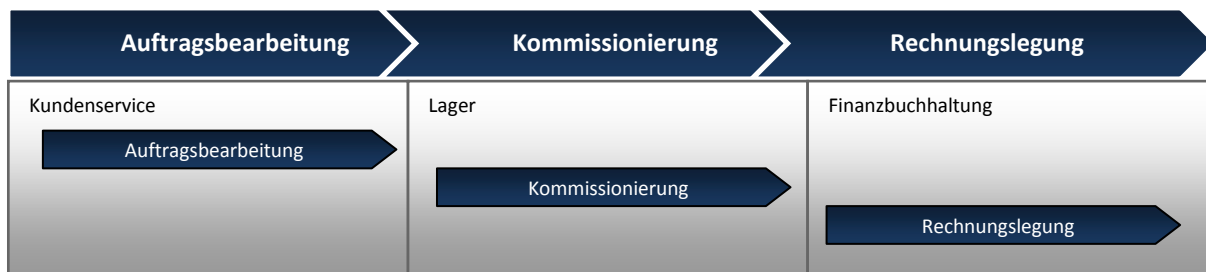 Auftragsbearbeitung
Kommissionierung
Rechnungslegung
Kundenservice
Auftragsbearbeitung
Lager
Kommissionierung
Finanzbuchhaltung
Rechnungslegung